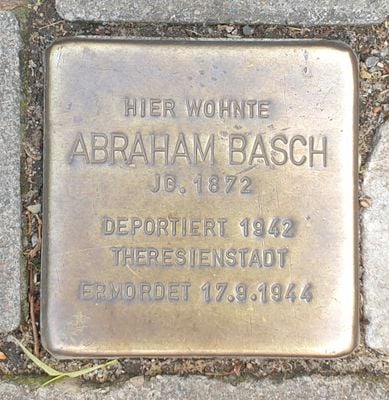 HIER WOHNTE
ABRAHAM BASCH
JG. 1872
DEPORTIERT 1942
THERESIENSTADT
ERMORDET 17.9.1944